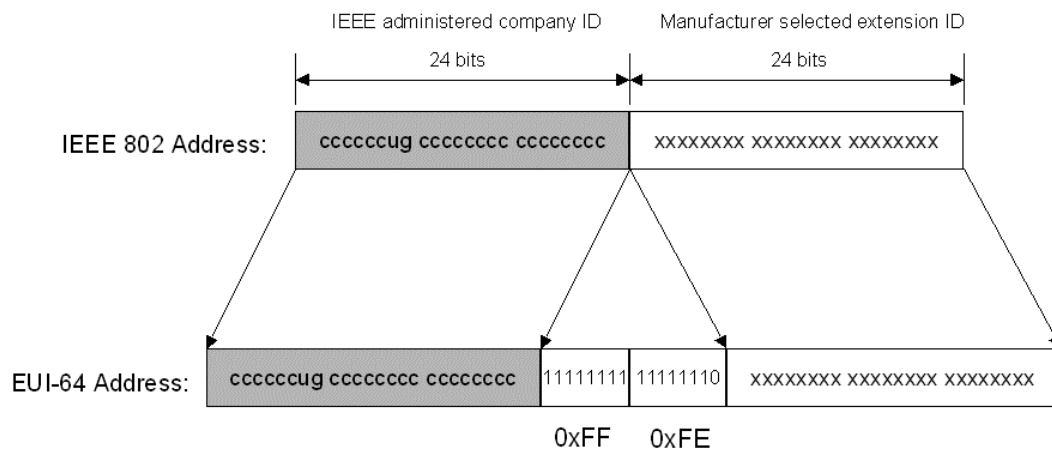 IEEE administered company ID Manufacturer selected extension ID
24 bits 24 bits
IEEE 802 Address: ccccccug cccccccc cccccccc xxxxxxxx xxxxxxxx xxxxxxxx
EUI-64 Address: ccccccug cccccccc cccccccc 11111111 11111110 xxxxxxxx xxxxxxxx xxxxxxxx
0xFF 0xFE